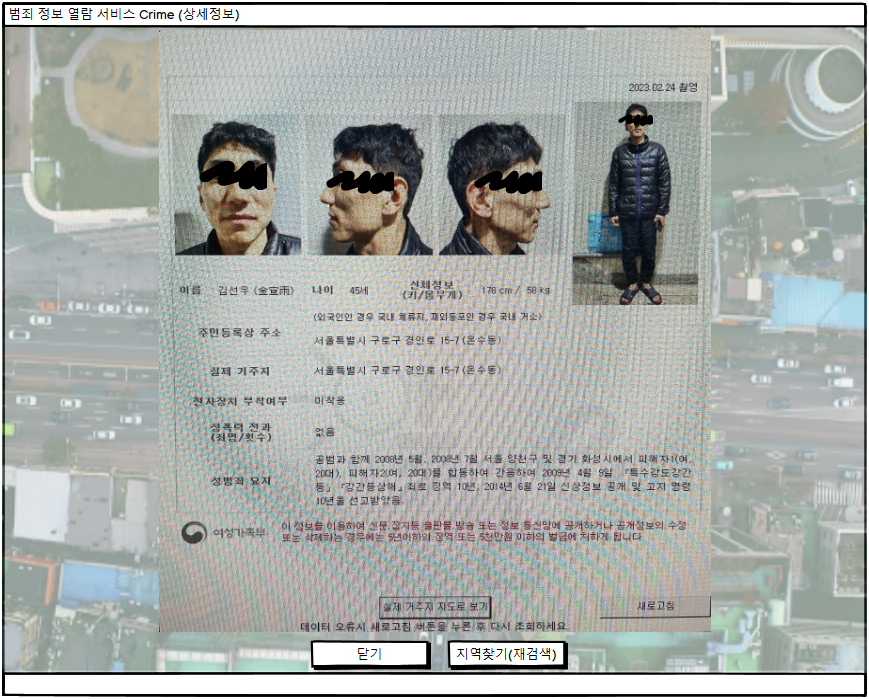 범죄 정보 열람 서비스 Crime (상세정보)
2023.02.24 촬영
이름 김선우 (金宣雨) 나이 45세 신체정보 (키/몸무게) 178 cm / 58 kg
(외국인인 경우 국내 체류지, 재외동포인 경우 국내 거소)
주민등록상 주소 서울특별시 구로구 경인로 15-7 (온수동)
실제 거주지 서울특별시 구로구 경인로 15-7 (온수동)
전자장치 부착여부 미착용
성폭력 전과 (죄명/횟수) 없음
성범죄 요지
공범과 함께 2008년 5월, 2008년 7월 서울 양천구 및 경기 화성시에서 피해자1(여,
20대), 피해자2(여, 20대)를 합동하여 간음하여 2009년 4월 9일 「특수강도강간
등」「강간등상해」죄로 징역 10년, 2014년 6월 21일 신상정보 공개 및 고지 명령
10년을 선고받았음.
여성가족부
이 정보를 이용하여 신문,잡지등 출판물,방송 또는 정보 통신망에 공개하거나 공개정보의 수정
또는 삭제하는 경우에는 5년이하의 징역 또는 5천만원 이하의 벌금에 처하게 됩니다.
실제 거주지 지도로 보기
새로고침
데이터 오류시 새로고침 버튼을 누른 후 다시 조회하세요.
닫기
지역찾기(재검색)